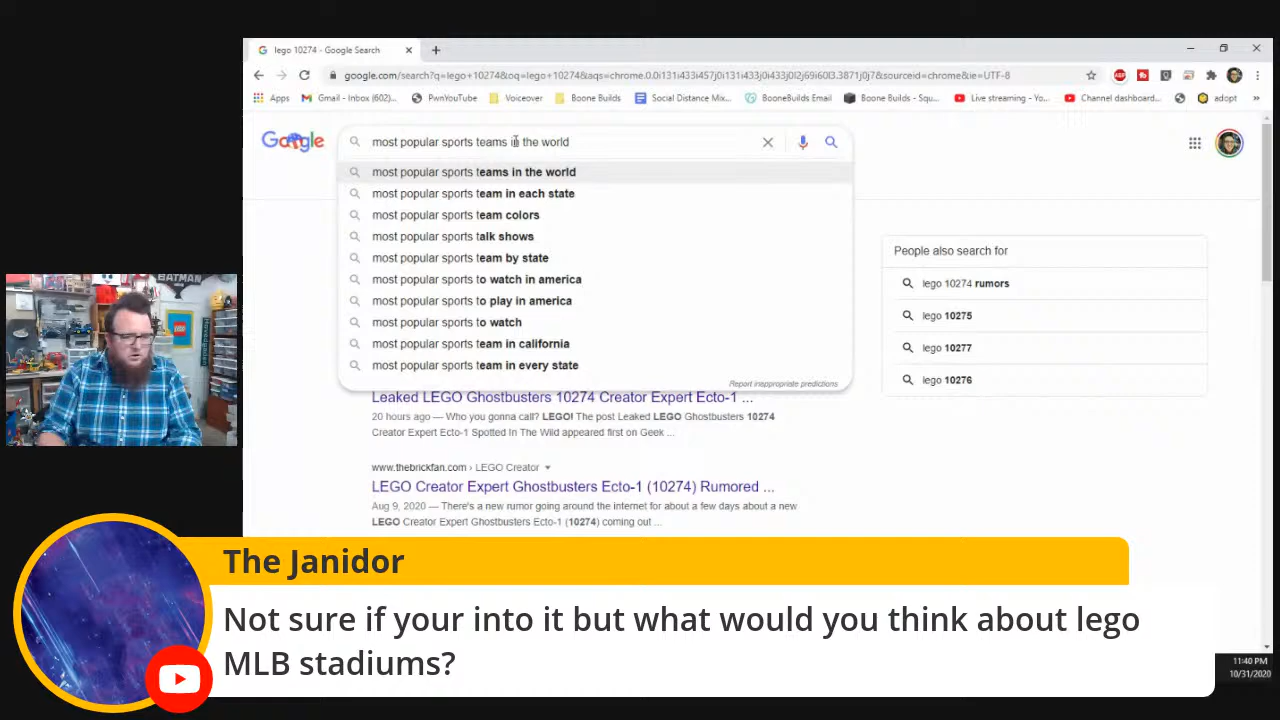 lego 10274 - Google Search
google.com/search?q=lego+10274&oq=lego+10274&aqs=chrome.0.0i131i433i457j0i131i433j0i433j0l2j69i60l3.3871j0j7&sourceid=chrome&ie=UTF-8
Apps Gmail - Inbox (602)... PwnYouTube Voiceover Boone Builds Social Distance Mix... BooneBuilds Email Boone Builds - Squ... Live streaming - Yo... Channel dashboard... adopt »
Google
most popular sports teams in the world
most popular sports teams in the world
most popular sports team in each state
most popular sports team colors
most popular sports talk shows
most popular sports team by state
most popular sports to watch in america
most popular sports to play in america
most popular sports to watch
most popular sports team in california
most popular sports team in every state
Report inappropriate predictions
People also search for
lego 10274 rumors
lego 10275
lego 10277
lego 10276
Leaked LEGO Ghostbusters 10274 Creator Expert Ecto-1 ...
20 hours ago — Who you gonna call? LEGO! The post Leaked LEGO Ghostbusters 10274
Creator Expert Ecto-1 Spotted In The Wild appeared first on Geek ...
www.thebrickfan.com › LEGO Creator
LEGO Creator Expert Ghostbusters Ecto-1 (10274) Rumored ...
Aug 9, 2020 — There's a new rumor going around the internet for about a few days about a new
LEGO Creator Expert Ghostbusters Ecto-1 (10274) coming out ...
BATMAN
LEGO
The Janidor
Not sure if your into it but what would you think about lego
MLB stadiums?
11:40 PM
10/31/2020